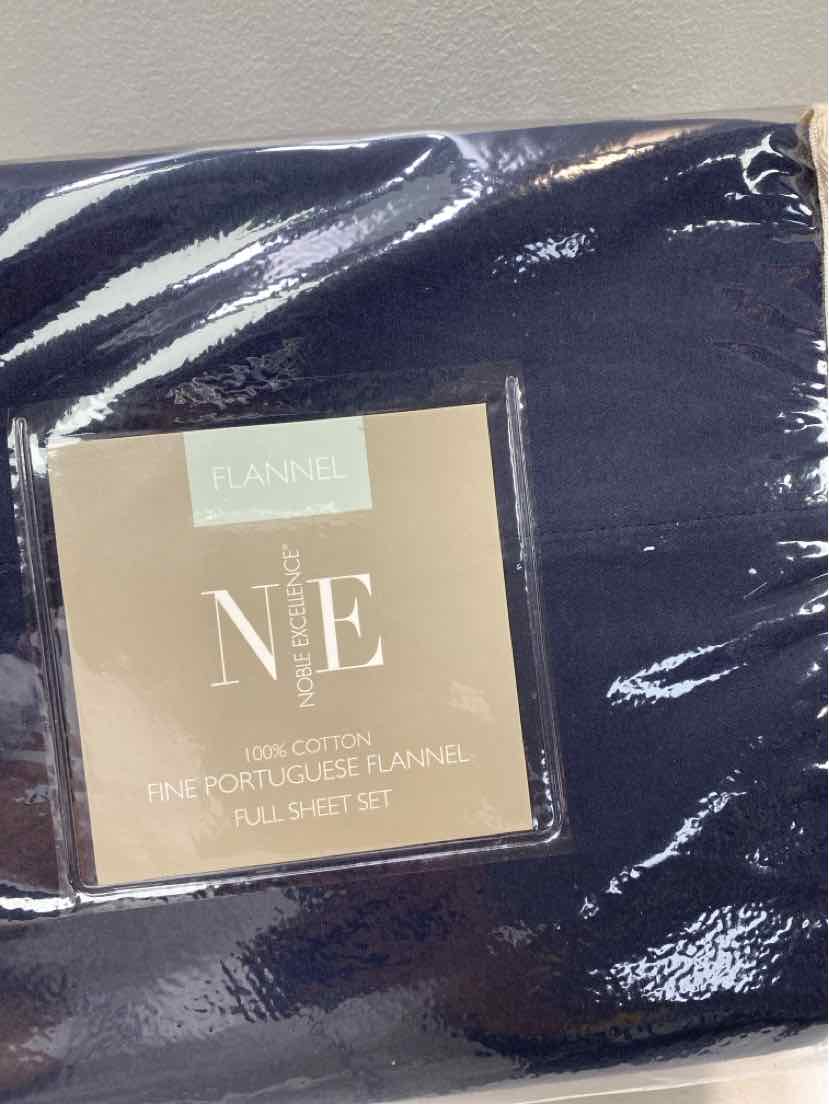 FLANNEL
NE
NOBLE EXCELLENCE®
100% COTTON
FINE PORTUGUESE FLANNEL
FULL SHEET SET